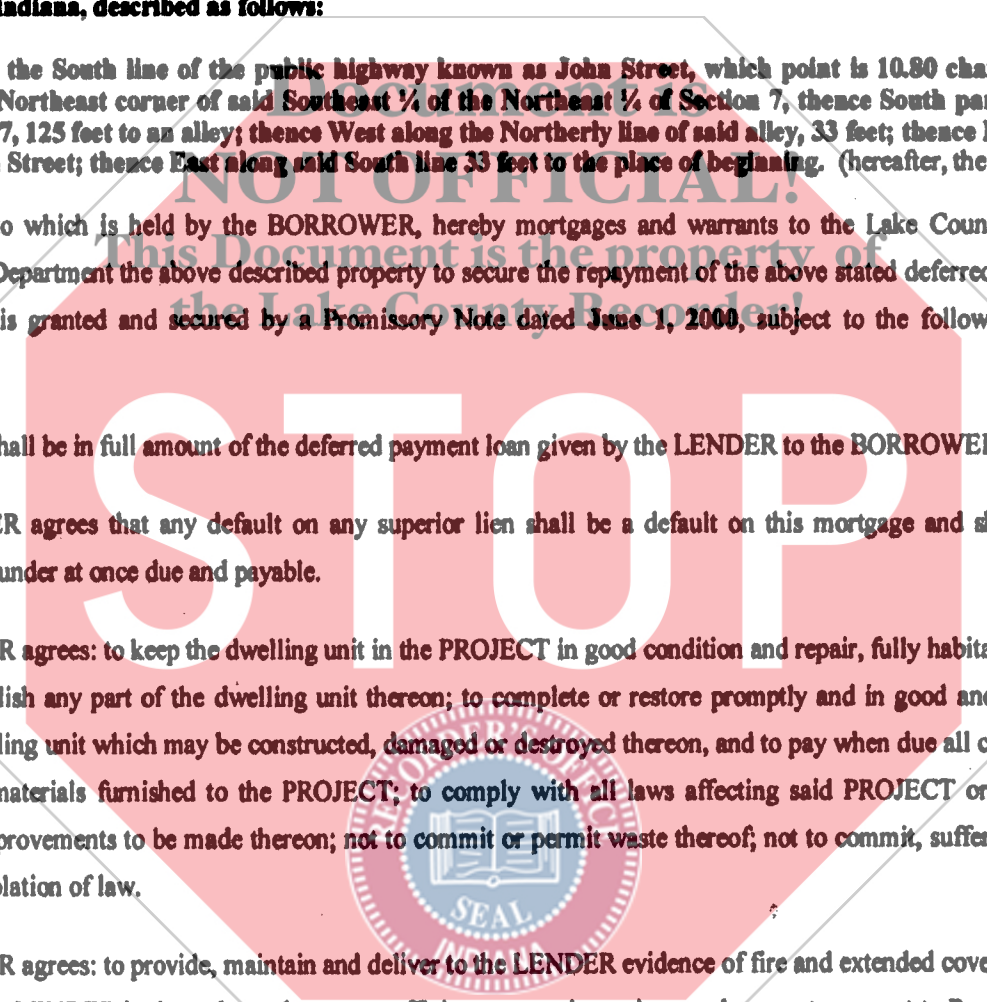 Indiana, described as follows:
the South line of the public highway known as John Street, which point is 10.80
Northeast corner of said Southeast ¼ of the Northeast ¼ of Section 7, thence South
7, 125 feet to an alley; thence West along the Northerly line of said alley, 33 feet; thence
Street; thence East along said South line 33 feet to the place of beginning. (hereafter, the
Document is
NOT OFFICIAL!
This Document is the property of
the Lake County Recorder!
o which is held by the BORROWER, hereby mortgages and warrants to the Lake Coun
Department the above described property to secure the repayment of the above stated deferred
is granted and secured by a Promissory Note dated June 1, 2000, subject to the follow
STOP
hall be in full amount of the deferred payment loan given by the LENDER to the BORROWE
ER agrees that any default on any superior lien shall be a default on this mortgage and s
under at once due and payable.
R agrees: to keep the dwelling unit in the PROJECT in good condition and repair, fully habita
lish any part of the dwelling unit thereon; to complete or restore promptly and in good and
ling unit which may be constructed, damaged or destroyed thereon, and to pay when due all c
materials furnished to the PROJECT; to comply with all laws affecting said PROJECT or
provements to be made thereon; not to commit or permit waste thereof; not to commit, suffer
olation of law.
RECORDER'S OFFICE
SEAL
INDIANA
R agrees: to provide, maintain and deliver to the LENDER evidence of fire and extended cove